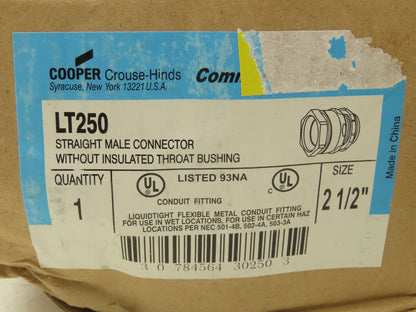 COOPER Crouse-Hinds
Syracuse, New York 13221 U.S.A.
Comm
LT250
STRAIGHT MALE CONNECTOR
WITHOUT INSULATED THROAT BUSHING
QUANTITY
1
UL
LISTED 93NA
C UL
CONDUIT FITTING
LIQUIDTIGHT FLEXIBLE METAL CONDUIT FITTING
FOR USE IN WET LOCATIONS, FOR USE IN CERTAIN HAZ
LOCATIONS PER NEC 501-4B, 502-4A, 503-3A
SIZE
2 1/2"
3 0 784564 30250 3
Made in China